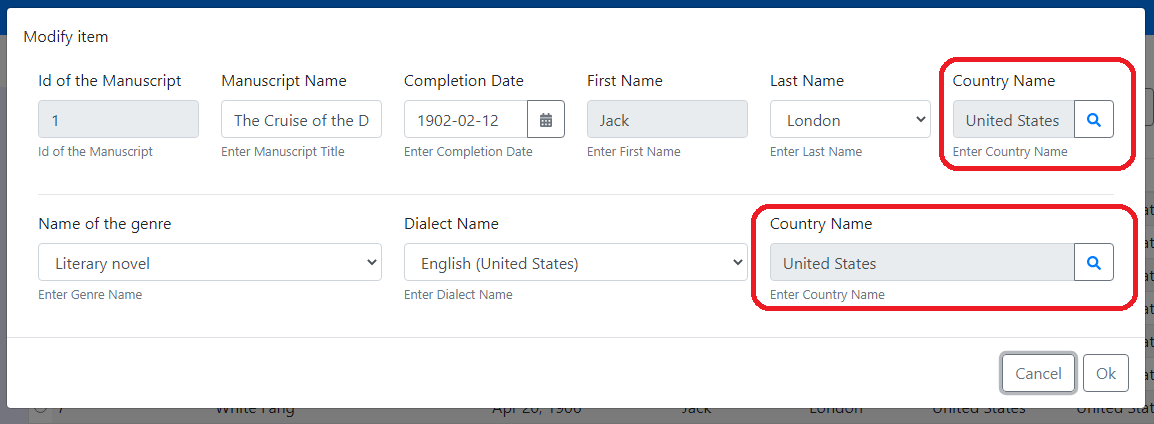 Modify item
Id of the Manuscript Manuscript Name Completion Date First Name Last Name Country Name
1 The Cruise of the D 1902-02-12 Jack London United States
Id of the Manuscript Enter Manuscript Title Enter Completion Date Enter First Name Enter Last Name Enter Country Name
Name of the genre Dialect Name Country Name
Literary novel English (United States) United States
Enter Genre Name Enter Dialect Name Enter Country Name
Cancel Ok
7 White Fang Apr 20, 1906 Jack London United States United Stat